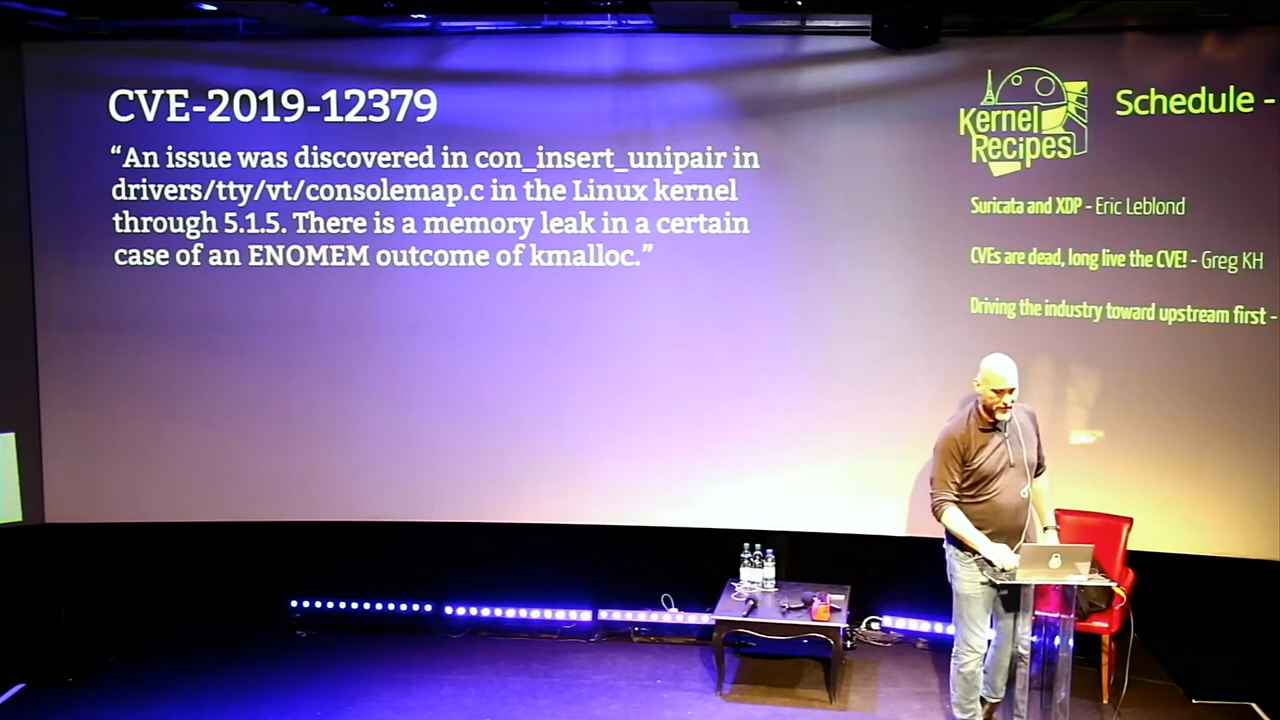 CVE-2019-12379
“An issue was discovered in con_insert_unipair in
drivers/tty/vt/consolemap.c in the Linux kernel
through 5.1.5. There is a memory leak in a certain
case of an ENOMEM outcome of kmalloc.”
Kernel
Recipes
Schedule -
Suricata and XDP - Eric Leblond
CVEs are dead, long live the CVE! - Greg KH
Driving the industry toward upstream first -